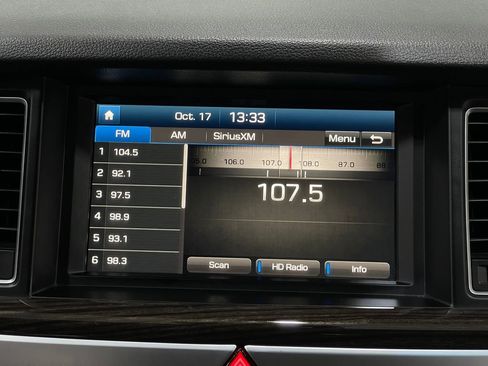 Oct. 17 13:33
FM AM SiriusXM Menu
1 104.5
2 92.1
3 97.5
4 98.9
5 93.1
6 98.3
106.0 107.0 108.0 87.0
107.5
Scan HD Radio Info